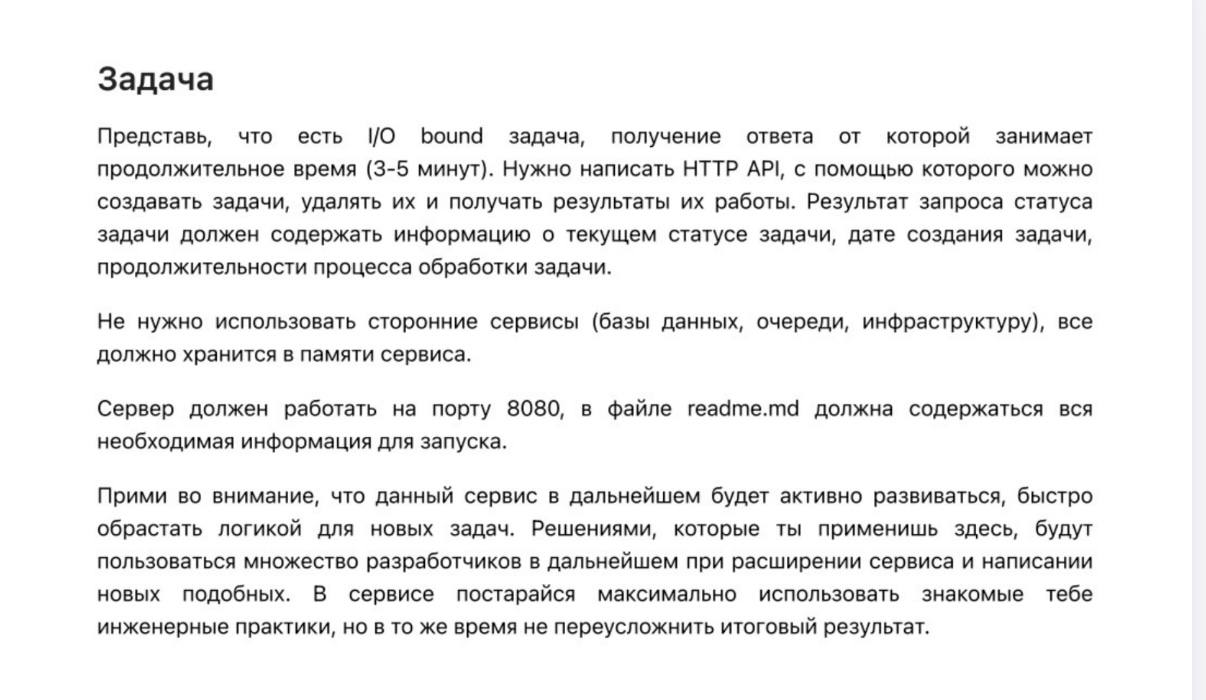 Задача
Представь, что есть I/O bound задача, получение ответа от которой занимает
продолжительное время (3-5 минут). Нужно написать HTTP API, с помощью которого можно
создавать задачи, удалять их и получать результаты их работы. Результат запроса статуса
задачи должен содержать информацию о текущем статусе задачи, дате создания задачи,
продолжительности процесса обработки задачи.
Не нужно использовать сторонние сервисы (базы данных, очереди, инфраструктуру), все
должно хранится в памяти сервиса.
Сервер должен работать на порту 8080, в файле readme.md должна содержаться вся
необходимая информация для запуска.
Прими во внимание, что данный сервис в дальнейшем будет активно развиваться, быстро
обрастать логикой для новых задач. Решениями, которые ты применишь здесь, будут
пользоваться множество разработчиков в дальнейшем при расширении сервиса и написании
новых подобных. В сервисе постарайся максимально использовать знакомые тебе
инженерные практики, но в то же время не переусложнить итоговый результат.